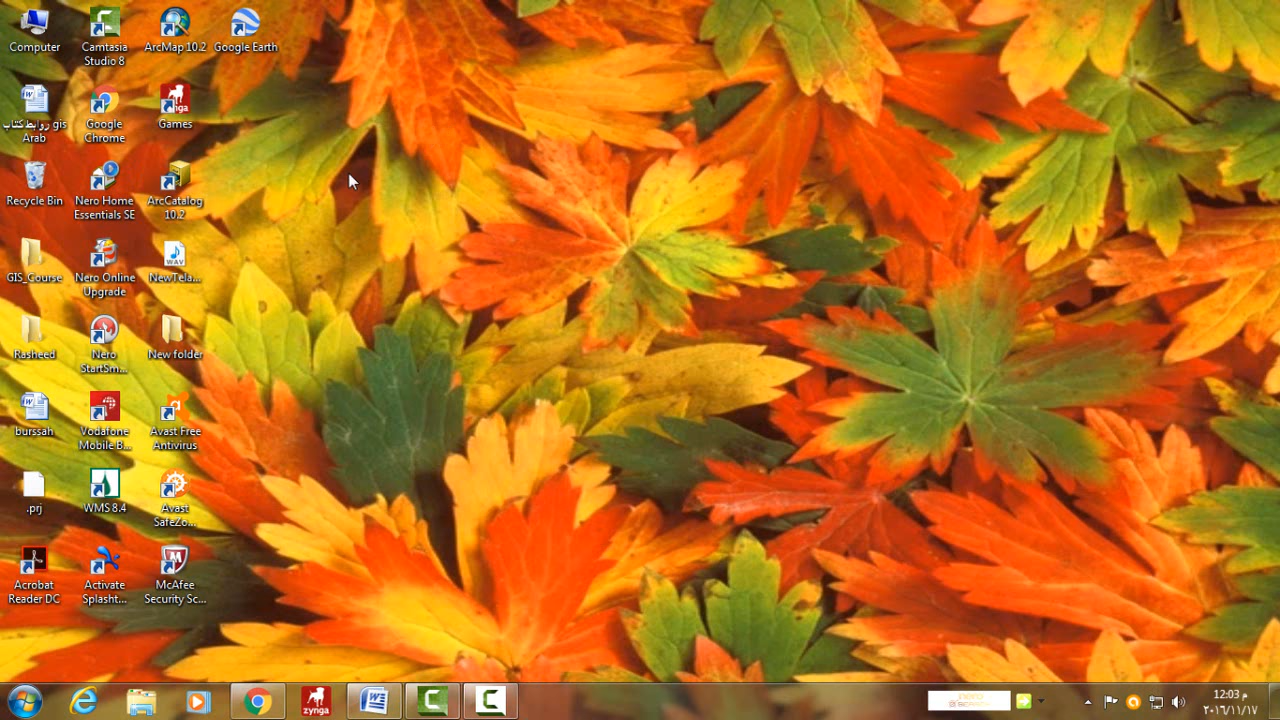 Computer
Camtasia
Studio 8
ArcMap 10.2
Google Earth
روابط كتاب gis
Arab
Google
Chrome
zynga
Games
Recycle Bin
Nero Home
Essentials SE
ArcCatalog
10.2
GIS_Course
Nero Online
Upgrade
WAV
NewTela...
Rasheed
Nero
StartSm...
New folder
burssah
Vodafone
Mobile B...
Avast Free
Antivirus
.prj
WMS 8.4
Avast
SafeZo...
Acrobat
Reader DC
Activate
Splasht...
McAfee
Security Sc...
zynga
12:03 م
٢٠١٦/١١/١٧